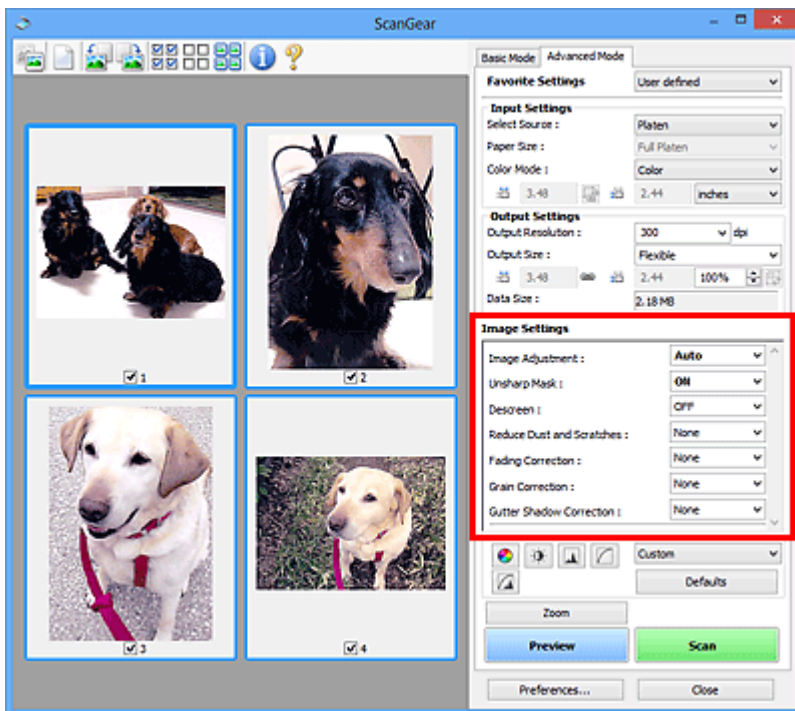 ScanGear
Basic Mode Advanced Mode
Favorite Settings User defined
Input Settings
Select Source : Platen
Paper Size : Full Platen
Color Mode : Color
3.48 2.44 inches
Output Settings
Output Resolution : 300 dpi
Output Size : Flexible
3.48 2.44 100%
Data Size : 2.18 MB
Image Settings
Image Adjustment : Auto
Unsharp Mask : ON
Descreen : OFF
Reduce Dust and Scratches : None
Fading Correction : None
Grain Correction : None
Gutter Shadow Correction : None
Custom
Defaults
Zoom
Preview Scan
Preferences... Close
1
2
3
4